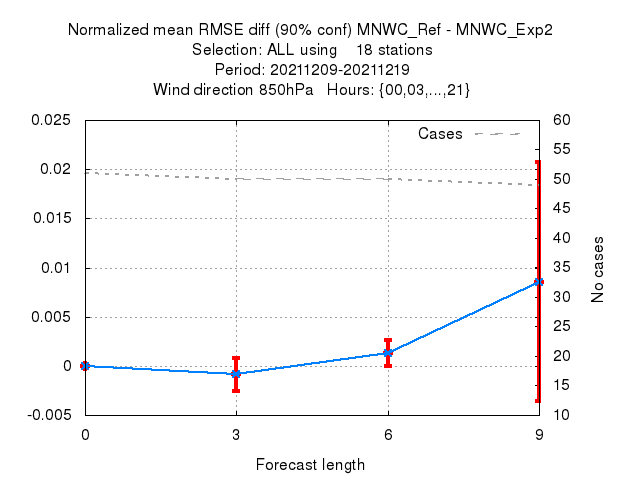 Normalized mean RMSE diff (90% conf) MNWC_Ref - MNWC_Exp2
Selection: ALL using    18 stations
Period: 20211209-20211219
Wind direction 850hPa   Hours: {00,03,...,21}
Cases
0.025
0.02
0.015
0.01
0.005
0
-0.005
60
55
50
45
40
35
30
25
20
15
10
No cases
0 3 6 9
Forecast length